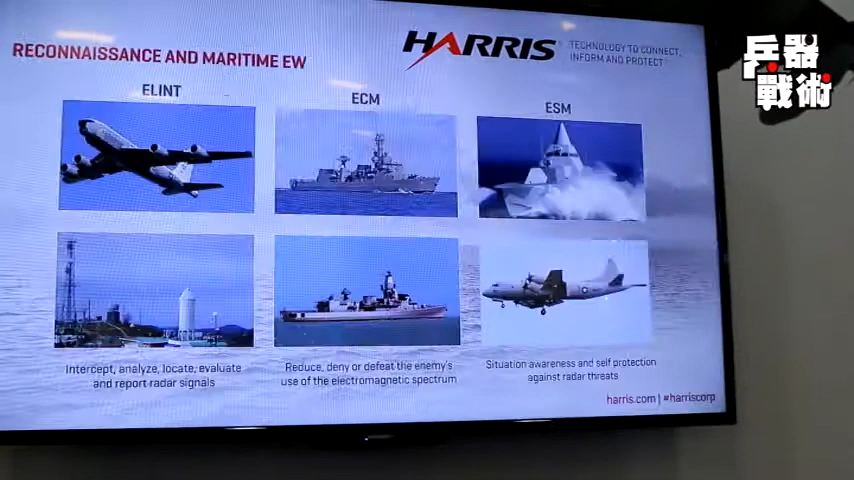 RECONNAISSANCE AND MARITIME EW
HARRIS
TECHNOLOGY TO CONNECT,
INFORM AND PROTECT
兵器
戰術
ELINT
ECM
ESM
Intercept, analyze, locate, evaluate
and report radar signals
Reduce, deny or defeat the enemy's
use of the electromagnetic spectrum
Situation awareness and self protection
against radar threats
harris.com | #harriscorp